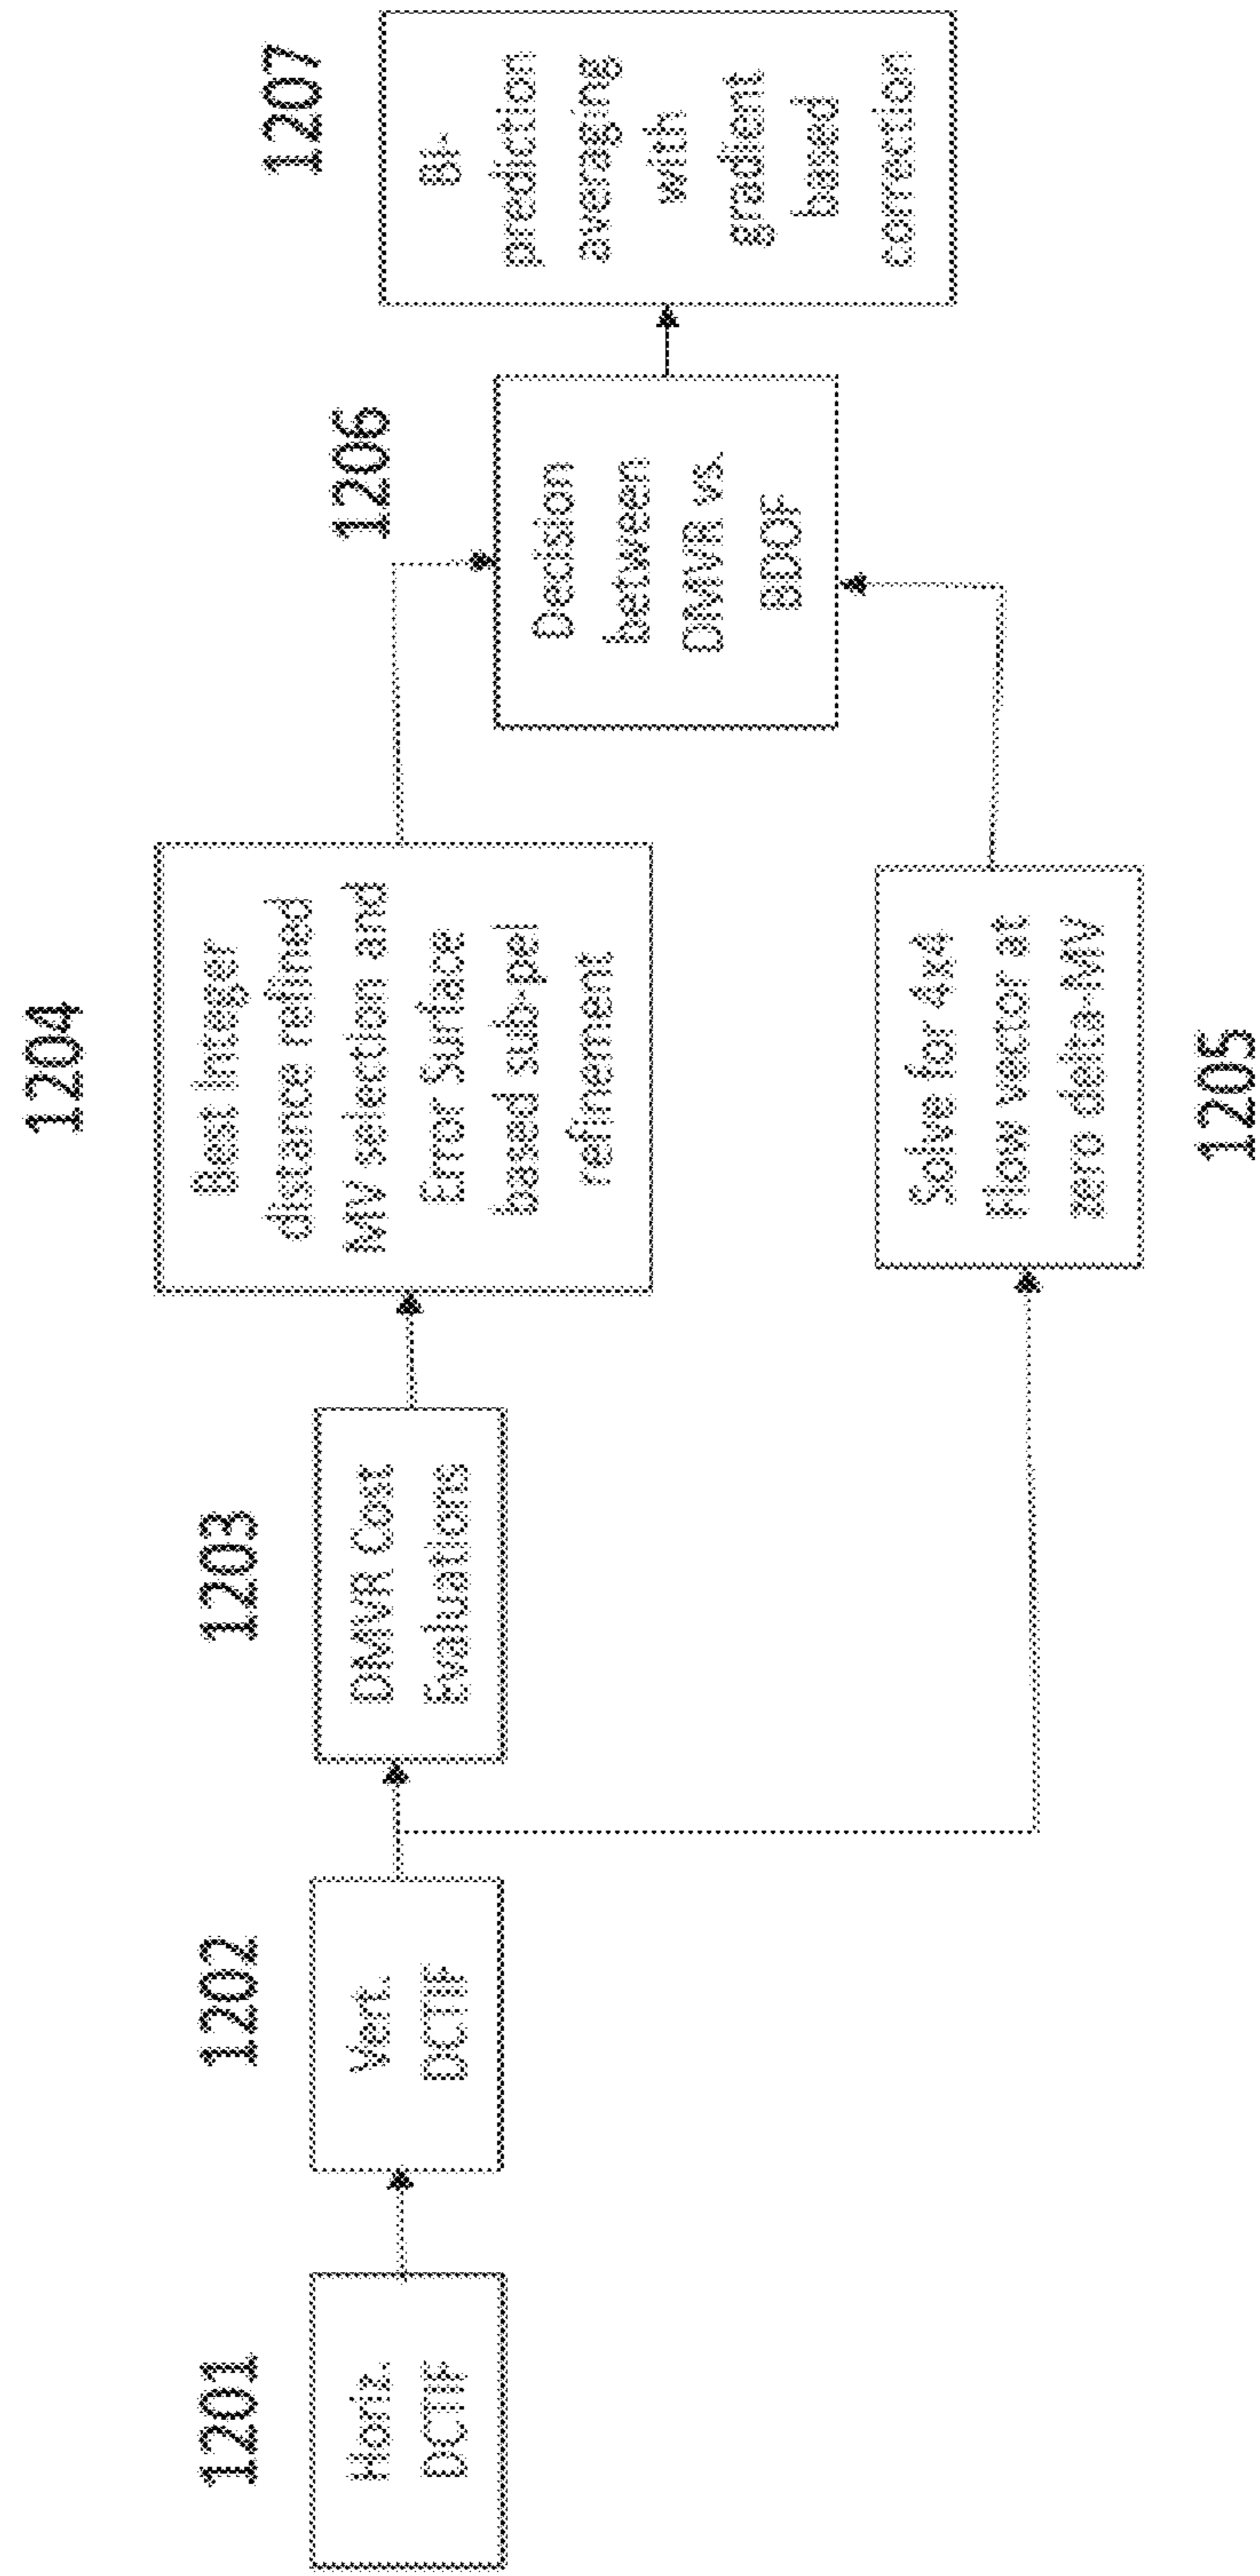 1201
Horiz.
DCTIF
1202
Vert.
DCTIF
1203
DMVR Cost
Evaluations
1204
Best Integer
distance refined
MV selection and
Error Surface
based sub-pel
refinement
1205
Solve for 4x4
Flow vector at
zero delta-MV
1206
Decision
between
DMVR vs.
BDOF
1207
Bi-
prediction
averaging
with
gradient
based
correction